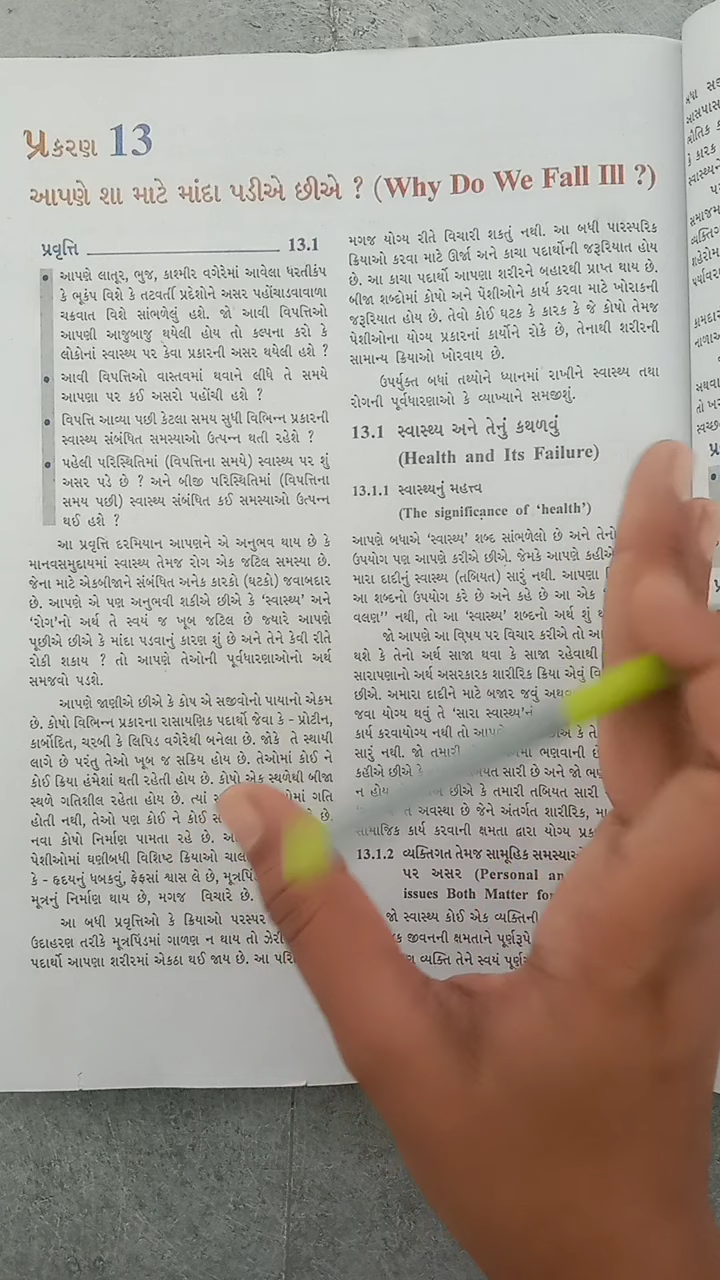 પ્રકરણ 13
આપણે શા માટે માંદા પડીએ છીએ ? (Why Do We Fall Ill ?)
પ્રવૃત્તિ 13.1
• આપણે લાતૂર, ભુજ, કાશ્મીર વગેરેમાં આવેલા ધરતીકંપ
કે ભૂકંપ વિશે કે તટવર્તી પ્રદેશોને અસર પહોંચાડવાવાળા
ચક્રવાત વિશે સાંભળેલું હશે. જો આવી વિપત્તિઓ
આપણી આજુબાજુ થયેલી હોય તો કલ્પના કરો કે
લોકોનાં સ્વાસ્થ્ય પર કેવા પ્રકારની અસર થયેલી હશે ?
• આવી વિપત્તિઓ વાસ્તવમાં થવાને લીધે તે સમયે
આપણા પર કઈ અસરો પહોંચી હશે ?
• વિપત્તિ આવ્યા પછી કેટલા સમય સુધી વિભિન્ન પ્રકારની
સ્વાસ્થ્ય સંબંધિત સમસ્યાઓ ઉત્પન્ન થતી રહેશે ?
• પહેલી પરિસ્થિતિમાં (વિપત્તિના સમયે) સ્વાસ્થ્ય પર શું
અસર પડે છે ? અને બીજી પરિસ્થિતિમાં (વિપત્તિના
સમય પછી) સ્વાસ્થ્ય સંબંધિત કઈ સમસ્યાઓ ઉત્પન્ન
થઈ હશે ?
આ પ્રવૃત્તિ દરમિયાન આપણને એ અનુભવ થાય છે કે
માનવસમુદાયમાં સ્વાસ્થ્ય તેમજ રોગ એક જટિલ સમસ્યા છે.
જેના માટે એકબીજાને સંબંધિત અનેક કારકો (ઘટકો) જવાબદાર
છે. આપણે એ પણ અનુભવી શકીએ છીએ કે ‘સ્વાસ્થ્ય’ અને
‘રોગ’નો અર્થ તે સ્વયં જ ખૂબ જટિલ છે જ્યારે આપણે
પૂછીએ છીએ કે માંદા પડવાનું કારણ શું છે અને તેને કેવી રીતે
રોકી શકાય ? તો આપણે તેઓની પૂર્વધારણાઓનો અર્થ
સમજવો પડશે.
આપણે જાણીએ છીએ કે કોષ એ સજીવોનો પાયાનો એકમ
છે. કોષો વિભિન્ન પ્રકારના રાસાયણિક પદાર્થો જેવા કે - પ્રોટીન,
કાર્બોદિત, ચરબી કે લિપિડ વગેરેથી બનેલા છે. જોકે તે સ્થાયી
લાગે છે પરંતુ તેઓ ખૂબ જ સક્રિય હોય છે. તેઓમાં કોઈ ને
કોઈ ક્રિયા હંમેશાં થતી રહેતી હોય છે. કોષો એક સ્થળેથી બીજા
સ્થળે ગતિશીલ રહેતા હોય છે. ત્યાં ગતિ
હોતી નથી, તેઓ પણ કોઈ ને કોઈ છે.
નવા કોષો નિર્માણ પામતા રહે છે.
પેશીઓમાં ઘણીબધી વિશિષ્ટ ક્રિયાઓ
કે - હૃદયનું ધબકવું, ફેફસાં શ્વાસ લે છે,
મૂત્રનું નિર્માણ થાય છે, મગજ વિચારે છે.
આ બધી પ્રવૃત્તિઓ કે ક્રિયાઓ પરસ્પર
ઉદાહરણ તરીકે મૂત્રપિંડમાં ગાળણ ન થાય તો
પદાર્થો આપણા શરીરમાં એકઠા થઈ જાય છે. આ
મગજ યોગ્ય રીતે વિચારી શકતું નથી. આ બધી પારસ્પરિક
ક્રિયાઓ કરવા માટે ઊર્જા અને કાચા પદાર્થોની જરૂરિયાત હોય
છે. આ કાચા પદાર્થો આપણા શરીરને બહારથી પ્રાપ્ત થાય છે.
બીજા શબ્દોમાં કોષો અને પેશીઓને કાર્ય કરવા માટે ખોરાકની
જરૂરિયાત હોય છે. તેવો કોઈ ઘટક કે કારક કે જે કોષો તેમજ
પેશીઓના યોગ્ય પ્રકારનાં કાર્યોને રોકે છે, તેનાથી શરીરની
સામાન્ય ક્રિયાઓ ખોરવાય છે.
ઉપર્યુક્ત બધાં તથ્યોને ધ્યાનમાં રાખીને સ્વાસ્થ્ય તથા
રોગની પૂર્વધારણાઓ કે વ્યાખ્યાને સમજીશું.
13.1 સ્વાસ્થ્ય અને તેનું કથળવું
(Health and Its Failure)
13.1.1 સ્વાસ્થ્યનું મહત્ત્વ
(The significance of ‘health’)
આપણે બધાએ ‘સ્વાસ્થ્ય’ શબ્દ સાંભળેલો છે અને તેનો
ઉપયોગ પણ આપણે કરીએ છીએ. જેમકે આપણે કહીએ
મારા દાદીનું સ્વાસ્થ્ય (તબિયત) સારું નથી. આપણા
આ શબ્દનો ઉપયોગ કરે છે અને કહે છે આ એક
વલણ” નથી, તો આ ‘સ્વાસ્થ્ય’ શબ્દનો અર્થ શું
જો આપણે આ વિષય પર વિચાર કરીએ તો
થશે કે તેનો અર્થ સાજા થવા કે સાજા રહેવાથી
સારાપણાનો અર્થ અસરકારક શારીરિક ક્રિયા એવું
છીએ. અમારા દાદીને માટે બજાર જવું
જવા યોગ્ય થવું તે ‘સારા
કાર્ય કરવાયોગ્ય નથી તો કે
સારું નથી. જો ભણવાની
કહીએ છીએ સારી છે અને જો
ન હોય છીએ કે તમારી તબિયત સારી
અવસ્થા છે જેને અંતર્ગત શારીરિક,
સામાજિક કાર્ય કરવાની ક્ષમતા દ્વારા યોગ્ય
13.1.2 વ્યક્તિગત તેમજ સામૂહિક
પર અસર (Personal
issues Both Matter
જો સ્વાસ્થ્ય કોઈ એક વ્યક્તિની
જીવનની ક્ષમતાને
વ્યક્તિ તેને સ્વયં